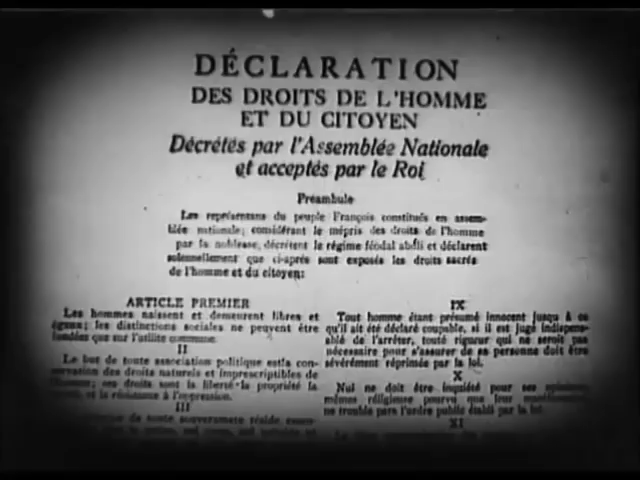 DÉCLARATION
DES DROITS DE L'HOMME
ET DU CITOYEN
Décrétés par l'Assemblée Nationale
et acceptés par le Roi
Préambule
Les représentans du peuple François constitués en assem-
blée nationale, considérant le mépris des droits de l'homme
par la noblesse, décrètent le régime féodal aboli et déclarent
solennellement que ci-après sont exposés les droits sacrés
de l'homme et du citoyen:
ARTICLE PREMIER
Les hommes naissent et demeurent libres et
égaux; les distinctions sociales ne peuvent être
fondées que sur l'utilité commune.
II
Le but de toute association politique est la con-
servation des droits naturels et imprescriptibles de
l'homme; ces droits sont la liberté la propriété la
et la résistance à l'oppression.
III
de toute souveraineté réside essen-
IX
Tout homme étant présumé innocent jusqu'à ce
qu'il ait été déclaré coupable, si il est jugé indispens-
able de l'arrêter, toute rigueur qui ne seroit pas
nécessaire pour s'assurer de sa personne doit être
sévèrement réprimée par la loi.
X
Nul ne doit être inquiété pour ses opinions
mêmes réligieuse pourvu que leur
ne trouble pars l'ordre public établi par la loi.
XI